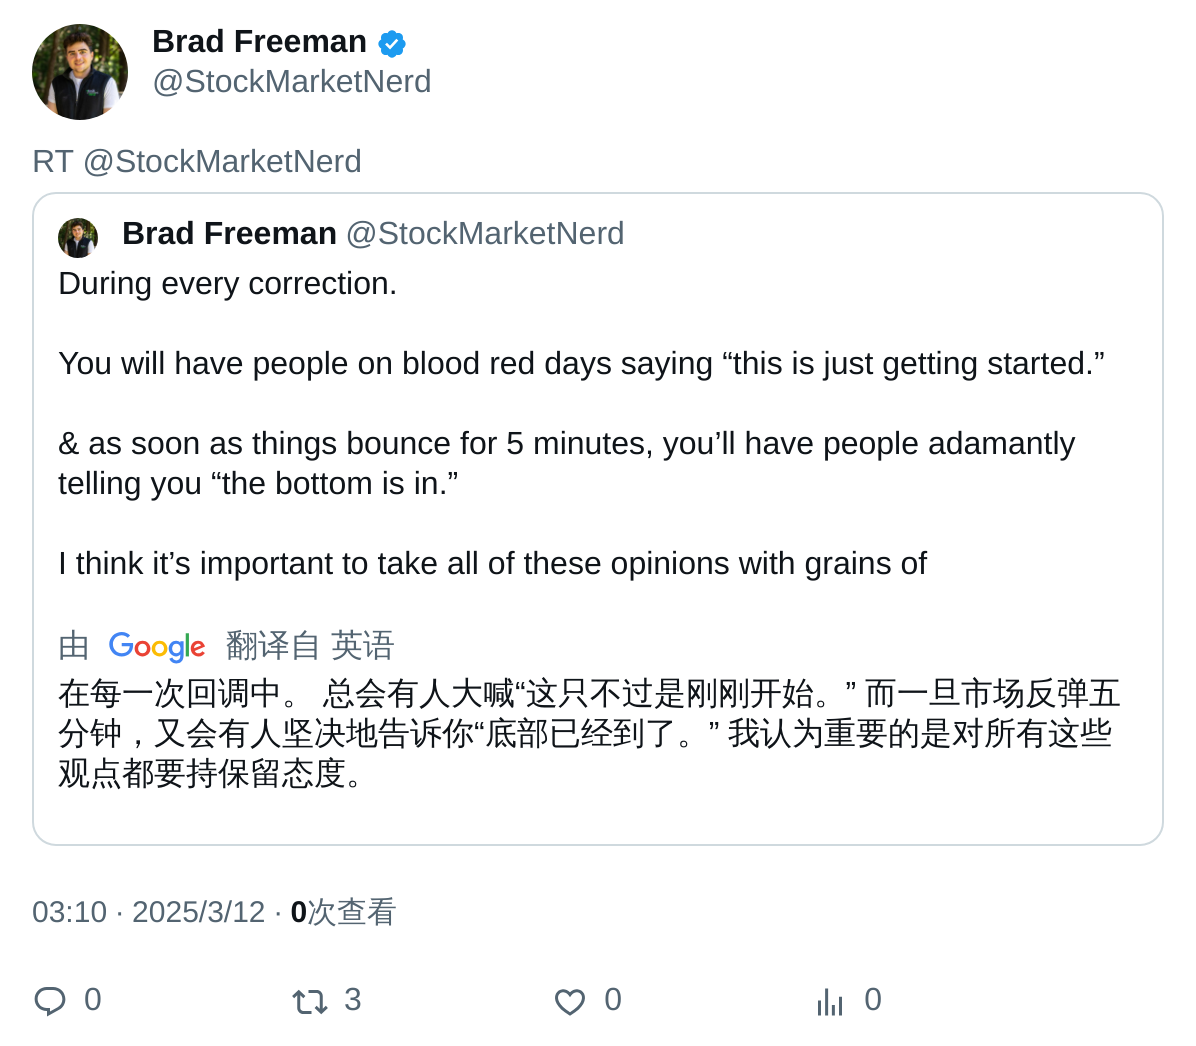 Brad Freeman
@StockMarketNerd
RT @StockMarketNerd
Brad Freeman @StockMarketNerd
During every correction.
You will have people on blood red days saying “this is just getting started.”
& as soon as things bounce for 5 minutes, you’ll have people adamantly
telling you “the bottom is in.”
I think it’s important to take all of these opinions with grains of
由 Google 翻译自 英语
在每一次回调中。 总会有人大喊“这只不过是刚刚开始。” 而一旦市场反弹五
分钟，又会有人坚决地告诉你“底部已经到了。” 我认为重要的是对所有这些
观点都要持保留态度。
03:10 · 2025/3/12 · 0次查看
0 3 0 0